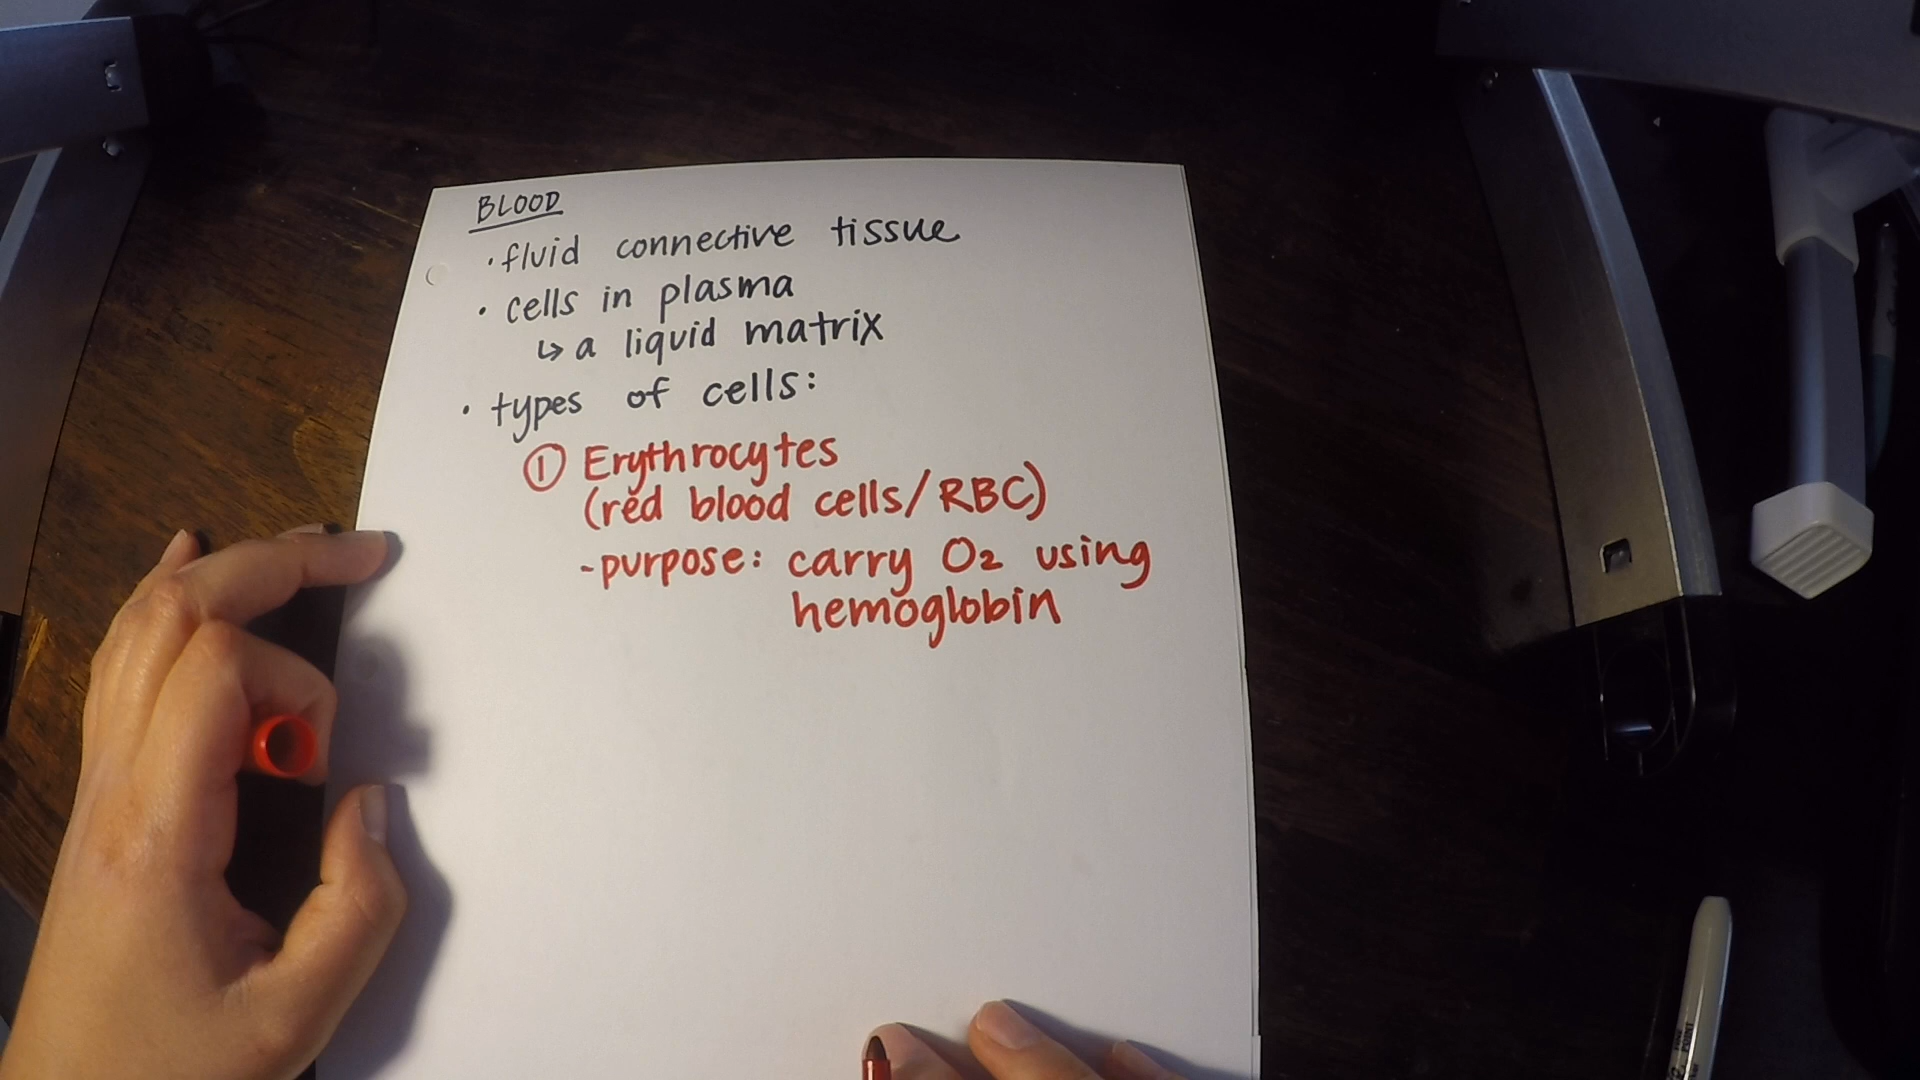 BLOOD
• fluid connective tissue
• cells in plasma
↳ a liquid matrix
• types of cells:
① Erythrocytes
(red blood cells/RBC)
- purpose: carry O₂ using
hemoglobin